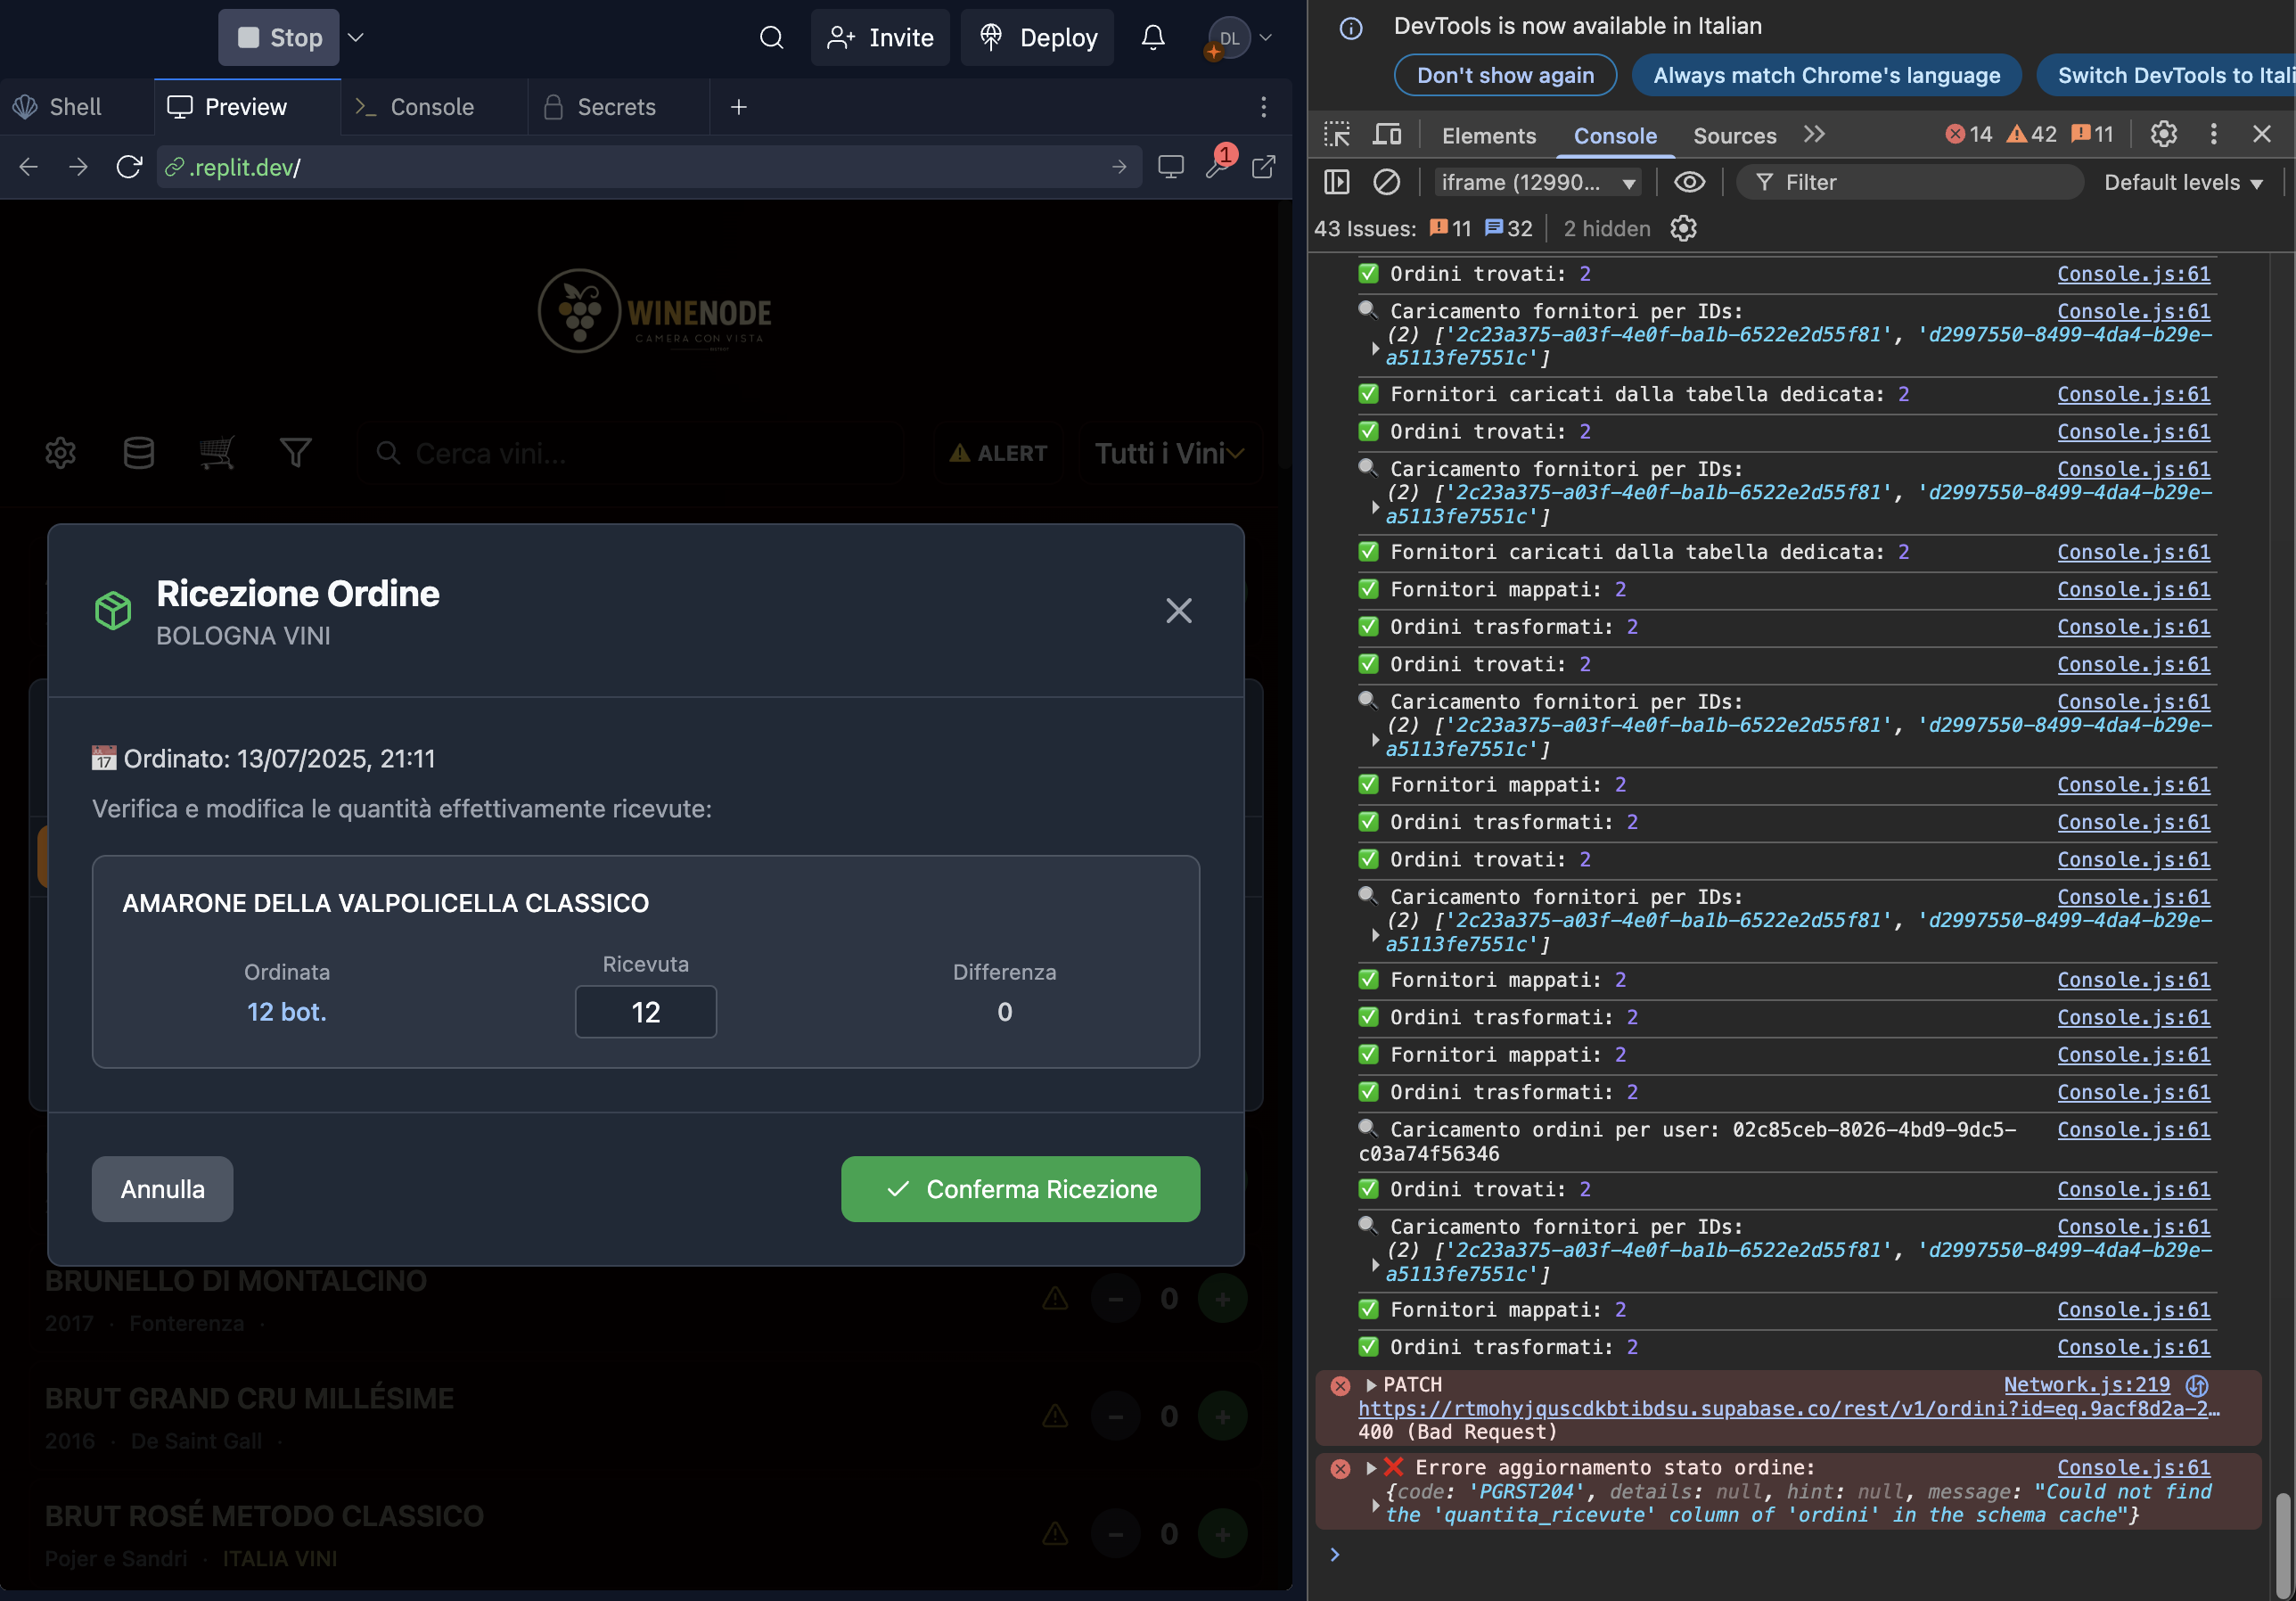 Stop
Invite
Deploy
DL
Shell
Preview
Console
Secrets
.replit.dev/
1
WINENODE
CAMERA CON VISTA
Cerca vini...
ALERT
Tutti i Vini
Ricezione Ordine
BOLOGNA VINI
17
Ordinato: 13/07/2025, 21:11
Verifica e modifica le quantità effettivamente ricevute:
AMARONE DELLA VALPOLICELLA CLASSICO
Ordinata
Ricevuta
Differenza
12 bot.
12
0
Annulla
Conferma Ricezione
BRUNELLO DI MONTALCINO
2017 · Fonterenza ·
0
BRUT GRAND CRU MILLÉSIME
2016 · De Saint Gall ·
0
BRUT ROSÉ METODO CLASSICO
Pojer e Sandri · ITALIA VINI
0
DevTools is now available in Italian
Don't show again
Always match Chrome's language
Switch DevTools to Itali
Elements
Console
Sources
14
42
11
iframe (12990...
Filter
Default levels
43 Issues: 11 32
2 hidden
Ordini trovati: 2 Console.js:61
Caricamento fornitori per IDs: Console.js:61
(2) ['2c23a375-a03f-4e0f-ba1b-6522e2d55f81', 'd2997550-8499-4da4-b29e-
a5113fe7551c']
Fornitori caricati dalla tabella dedicata: 2 Console.js:61
Ordini trovati: 2 Console.js:61
Caricamento fornitori per IDs: Console.js:61
(2) ['2c23a375-a03f-4e0f-ba1b-6522e2d55f81', 'd2997550-8499-4da4-b29e-
a5113fe7551c']
Fornitori caricati dalla tabella dedicata: 2 Console.js:61
Fornitori mappati: 2 Console.js:61
Ordini trasformati: 2 Console.js:61
Ordini trovati: 2 Console.js:61
Caricamento fornitori per IDs: Console.js:61
(2) ['2c23a375-a03f-4e0f-ba1b-6522e2d55f81', 'd2997550-8499-4da4-b29e-
a5113fe7551c']
Fornitori mappati: 2 Console.js:61
Ordini trasformati: 2 Console.js:61
Ordini trovati: 2 Console.js:61
Caricamento fornitori per IDs: Console.js:61
(2) ['2c23a375-a03f-4e0f-ba1b-6522e2d55f81', 'd2997550-8499-4da4-b29e-
a5113fe7551c']
Fornitori mappati: 2 Console.js:61
Ordini trasformati: 2 Console.js:61
Fornitori mappati: 2 Console.js:61
Ordini trasformati: 2 Console.js:61
Caricamento ordini per user: 02c85ceb-8026-4bd9-9dc5- Console.js:61
c03a74f56346
Ordini trovati: 2 Console.js:61
Caricamento fornitori per IDs: Console.js:61
(2) ['2c23a375-a03f-4e0f-ba1b-6522e2d55f81', 'd2997550-8499-4da4-b29e-
a5113fe7551c']
Fornitori mappati: 2 Console.js:61
Ordini trasformati: 2 Console.js:61
PATCH Network.js:219
https://rtmohyjquscdkbtibdsu.supabase.co/rest/v1/ordini?id=eq.9acf8d2a-2…
400 (Bad Request)
Errore aggiornamento stato ordine: Console.js:61
{code: 'PGRST204', details: null, hint: null, message: "Could not find
the 'quantita_ricevute' column of 'ordini' in the schema cache"}